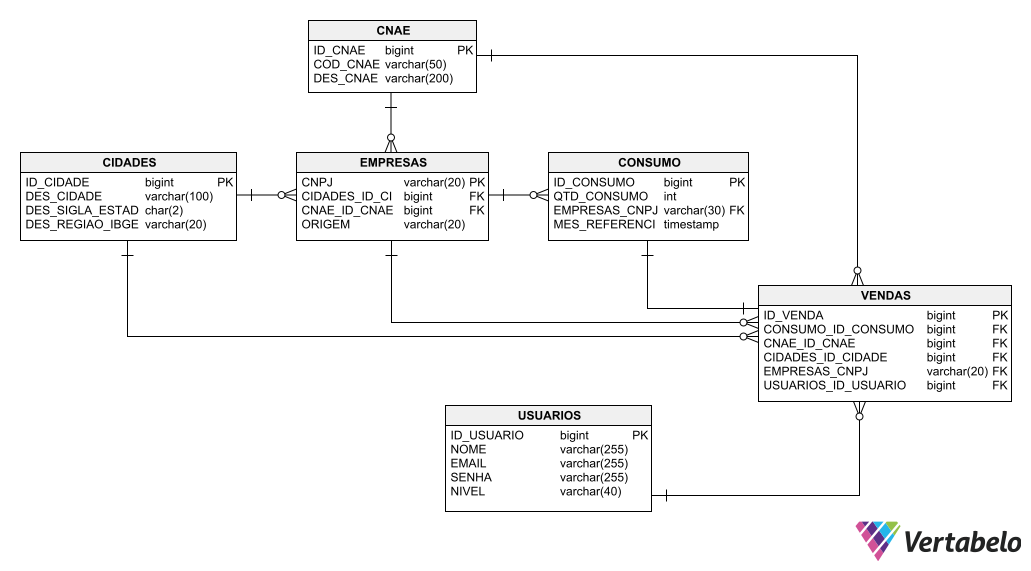 CNAE
ID_CNAE bigint PK
COD_CNAE varchar(50)
DES_CNAE varchar(200)
CIDADES
ID_CIDADE bigint PK
DES_CIDADE varchar(100)
DES_SIGLA_ESTAD char(2)
DES_REGIAO_IBGE varchar(20)
EMPRESAS
CNPJ varchar(20) PK
CIDADES_ID_CI bigint FK
CNAE_ID_CNAE bigint FK
ORIGEM varchar(20)
CONSUMO
ID_CONSUMO bigint PK
QTD_CONSUMO int
EMPRESAS_CNPJ varchar(30) FK
MES_REFERENCI timestamp
VENDAS
ID_VENDA bigint PK
CONSUMO_ID_CONSUMO bigint FK
CNAE_ID_CNAE bigint FK
CIDADES_ID_CIDADE bigint FK
EMPRESAS_CNPJ varchar(20) FK
USUARIOS_ID_USUARIO bigint FK
USUARIOS
ID_USUARIO bigint PK
NOME varchar(255)
EMAIL varchar(255)
SENHA varchar(255)
NIVEL varchar(40)
Vertabelo